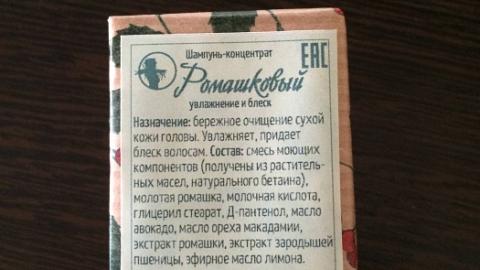 Шампунь-концентрат
EAC
Ромашковый
увлажнение и блеск
Назначение: бережное очищение сухой
кожи головы. Увлажняет, придает
блеск волосам. Состав: смесь моющих
компонентов (получены из раститель-
ных масел, натурального бетаина),
молотая ромашка, молочная кислота,
глицерил стеарат, Д-пантенол, масло
авокадо, масло ореха макадамии,
экстракт ромашки, экстракт зародышей
пшеницы, эфирное масло лимона.